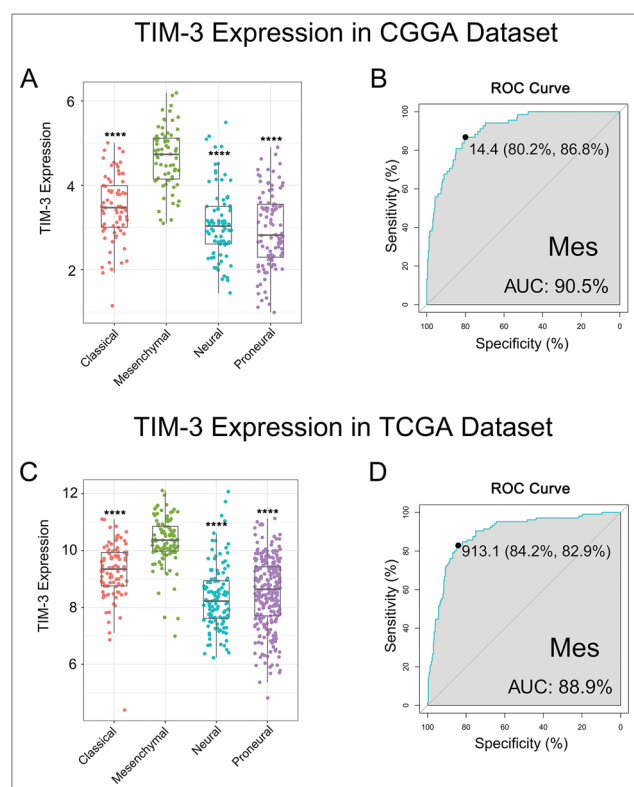 TIM-3 Expression in CGGA Dataset
A
TIM-3 Expression
6
4
2
****
****
****
Classical
Mesenchymal
Neural
Proneural
B
ROC Curve
Sensitivity (%)
100
80
60
40
20
0
14.4 (80.2%, 86.8%)
Mes
AUC: 90.5%
100 80 60 40 20 0
Specificity (%)
TIM-3 Expression in TCGA Dataset
C
TIM-3 Expression
12
10
8
6
****
****
****
Classical
Mesenchymal
Neural
Proneural
D
ROC Curve
Sensitivity (%)
100
80
60
40
20
0
913.1 (84.2%, 82.9%)
Mes
AUC: 88.9%
100 80 60 40 20 0
Specificity (%)